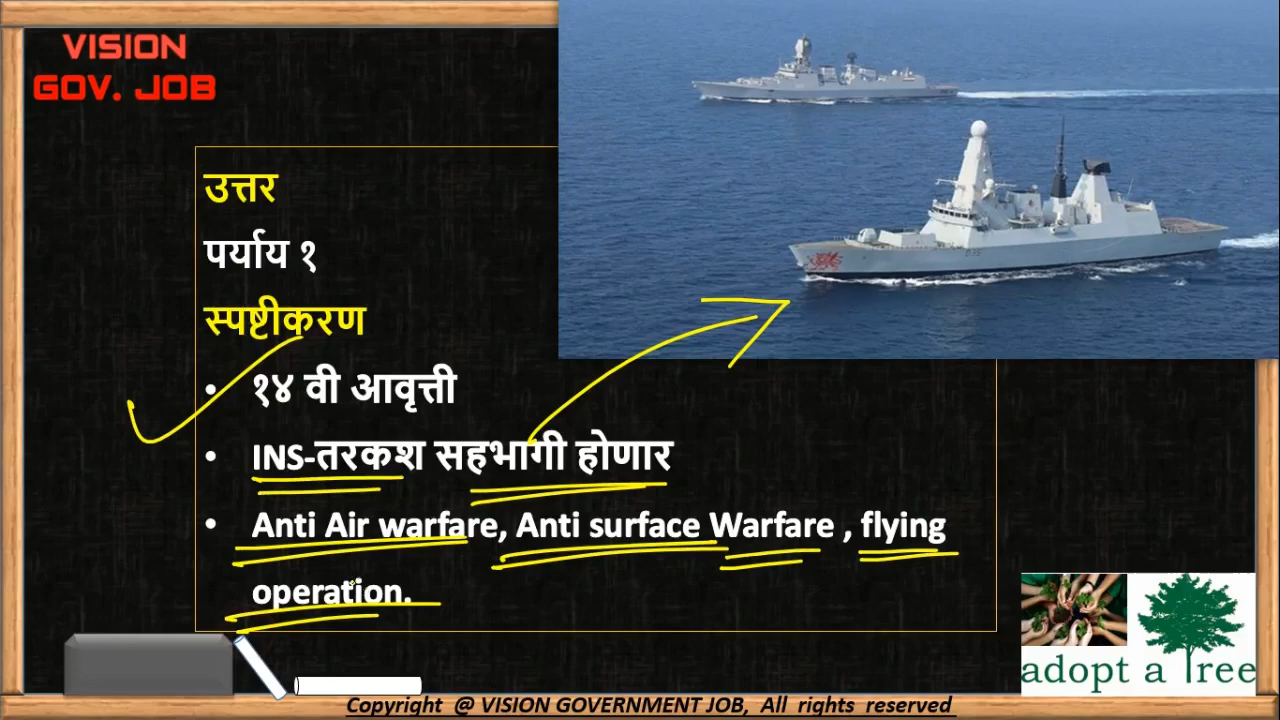 VISION
GOV. JOB
उत्तर
पर्याय १
स्पष्टीकरण
• १४ वी आवृत्ती
• INS-तरकश सहभागी होणार
• Anti Air warfare, Anti surface Warfare , flying
operation.
D35
adopt a Tree
Copyright @ VISION GOVERNMENT JOB, All rights reserved